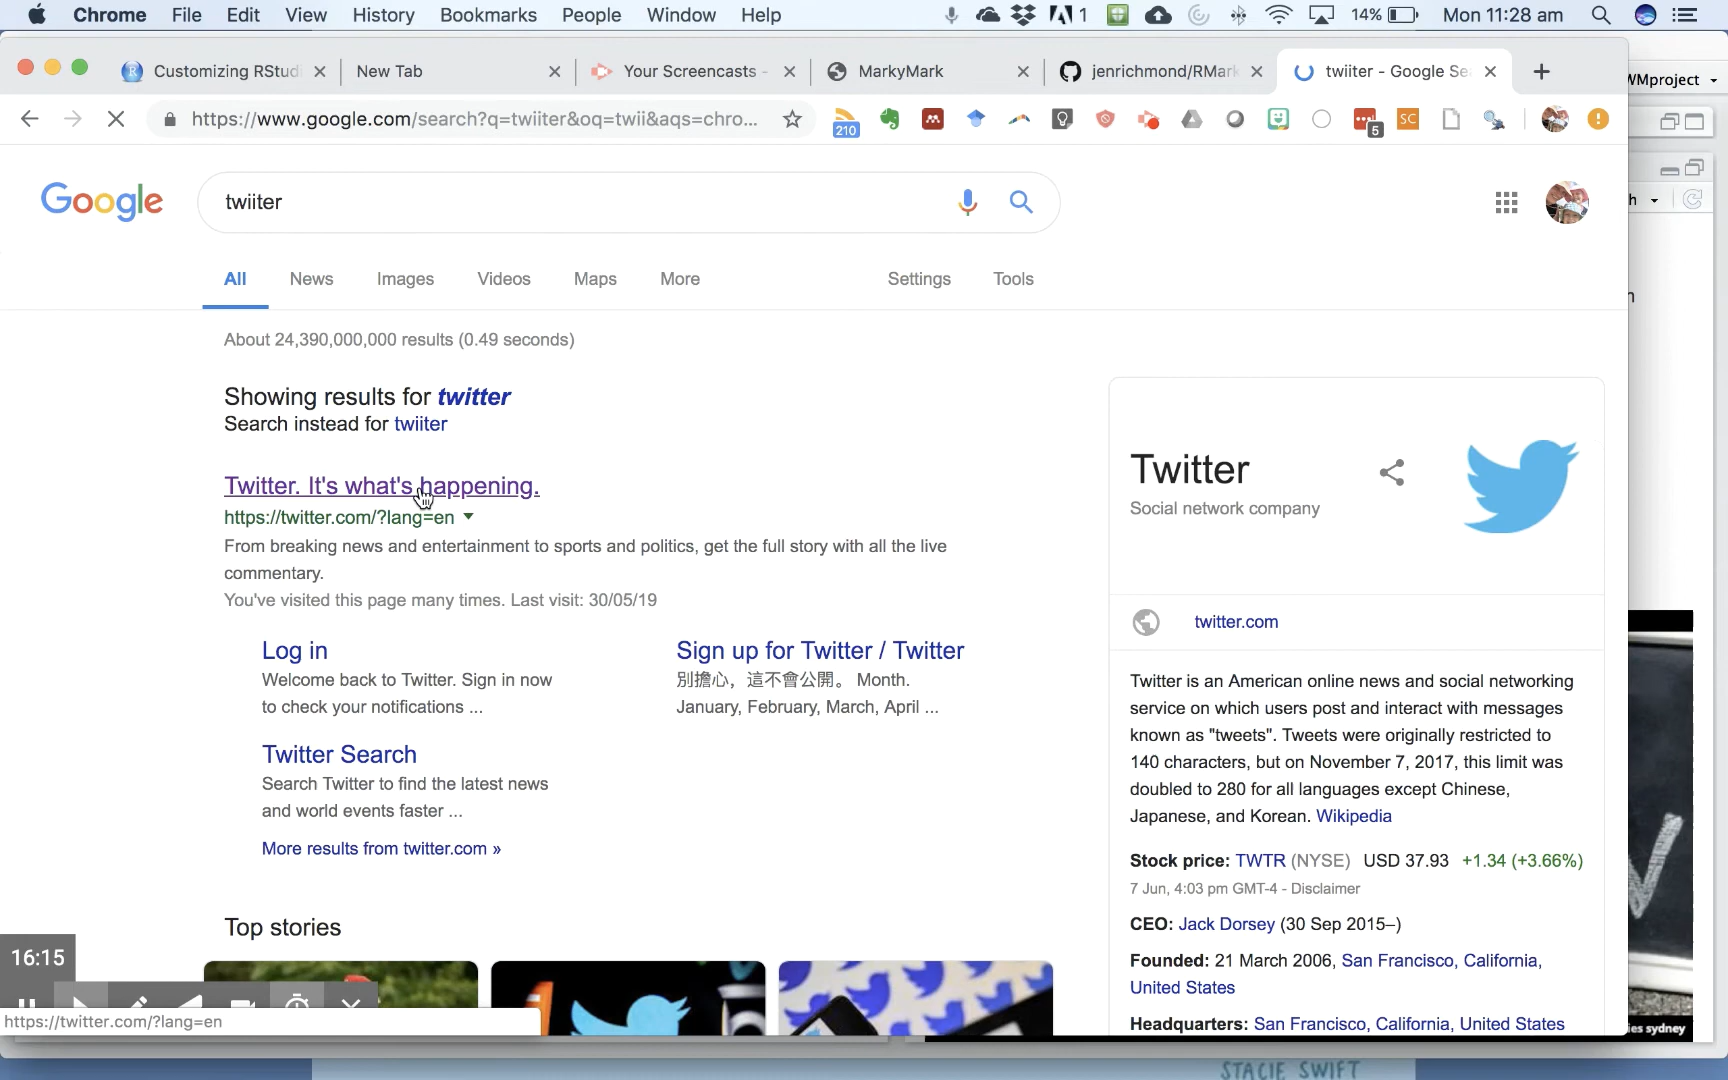 Chrome File Edit View History Bookmarks People Window Help 1 14% Mon 11:28 am
Customizing RStudi New Tab Your Screencasts - MarkyMark jenrichmond/RMark twiiter - Google Se
WMproject
https://www.google.com/search?q=twiiter&oq=twii&aqs=chro... 210 5 SC
Google twiiter
h
All News Images Videos Maps More Settings Tools
n
About 24,390,000,000 results (0.49 seconds)
Showing results for twitter
Search instead for twiiter
Twitter. It's what's happening.
https://twitter.com/?lang=en
From breaking news and entertainment to sports and politics, get the full story with all the live
commentary.
You've visited this page many times. Last visit: 30/05/19
Log in
Welcome back to Twitter. Sign in now
to check your notifications ...
Sign up for Twitter / Twitter
別擔心，這不會公開。 Month.
January, February, March, April ...
Twitter Search
Search Twitter to find the latest news
and world events faster ...
More results from twitter.com »
Top stories
Twitter
Social network company
twitter.com
Twitter is an American online news and social networking
service on which users post and interact with messages
known as "tweets". Tweets were originally restricted to
140 characters, but on November 7, 2017, this limit was
doubled to 280 for all languages except Chinese,
Japanese, and Korean. Wikipedia
Stock price: TWTR (NYSE) USD 37.93 +1.34 (+3.66%)
7 Jun, 4:03 pm GMT-4 - Disclaimer
CEO: Jack Dorsey (30 Sep 2015–)
Founded: 21 March 2006, San Francisco, California,
United States
Headquarters: San Francisco, California, United States
16:15
https://twitter.com/?lang=en
ies sydney
STACIE SWIFT